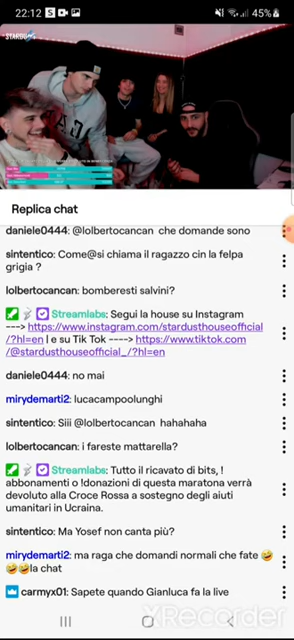 22:12
45%
STARDUST
Replica chat
daniele0444: @lolbertocancan che domande sono
sintentico: Come@si chiama il ragazzo cin la felpa
grigia ?
lolbertocancan: bomberesti salvini?
Streamlabs: Segui la house su Instagram
---> https://www.instagram.com/stardusthouseofficial
/?hl=en | e su Tik Tok ----> https://www.tiktok.com
/@stardusthouseofficial_/?hl=en
daniele0444: no mai
mirydemarti2: lucacampoolunghi
sintentico: Siii @lolbertocancan hahahaha
lolbertocancan: i fareste mattarella?
Streamlabs: Tutto il ricavato di bits, !
abbonamenti o !donazioni di questa maratona verrà
devoluto alla Croce Rossa a sostegno degli aiuti
umanitari in Ucraina.
sintentico: Ma Yosef non canta più?
mirydemarti2: ma raga che domandi normali che fate 🤣
🤣🤣la chat
carmyx01: Sapete quando Gianluca fa la live
XRecorder